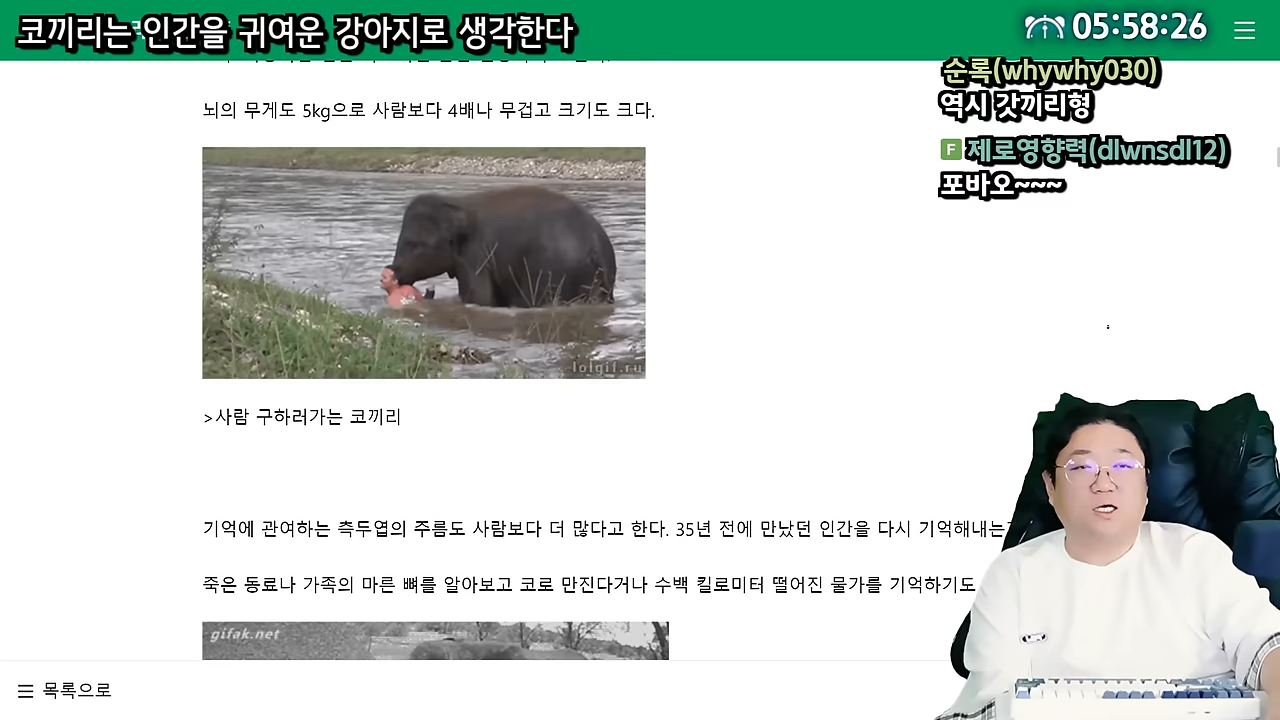 코끼리는 인간을 귀여운 강아지로 생각한다
05:58:26
순록(whywhy030)
역시 갓끼리형
F 제로영향력(dlwnsdl12)
포바오~~~
뇌의 무게도 5kg으로 사람보다 4배나 무겁고 크기도 크다.
lolgif.ru
>사람 구하러가는 코끼리
기억에 관여하는 측두엽의 주름도 사람보다 더 많다고 한다. 35년 전에 만났던 인간을 다시 기억해내는
죽은 동료나 가족의 마른 뼈를 알아보고 코로 만진다거나 수백 킬로미터 떨어진 물가를 기억하기도
gifak.net
목록으로